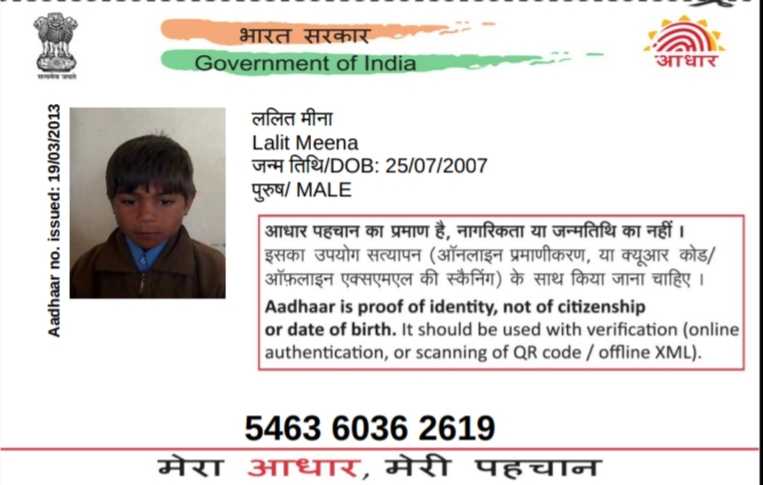 भारत सरकार
Government of India
सत्यमेव जयते
आधार
Aadhaar no. issued: 19/03/2013
ललित मीना
Lalit Meena
जन्म तिथि/DOB: 25/07/2007
पुरुष/ MALE
आधार पहचान का प्रमाण है, नागरिकता या जन्मतिथि का नहीं ।
इसका उपयोग सत्यापन (ऑनलाइन प्रमाणीकरण, या क्यूआर कोड/
ऑफ़लाइन एक्सएमएल की स्कैनिंग) के साथ किया जाना चाहिए ।
Aadhaar is proof of identity, not of citizenship
or date of birth. It should be used with verification (online
authentication, or scanning of QR code / offline XML).
5463 6036 2619
मेरा आधार, मेरी पहचान